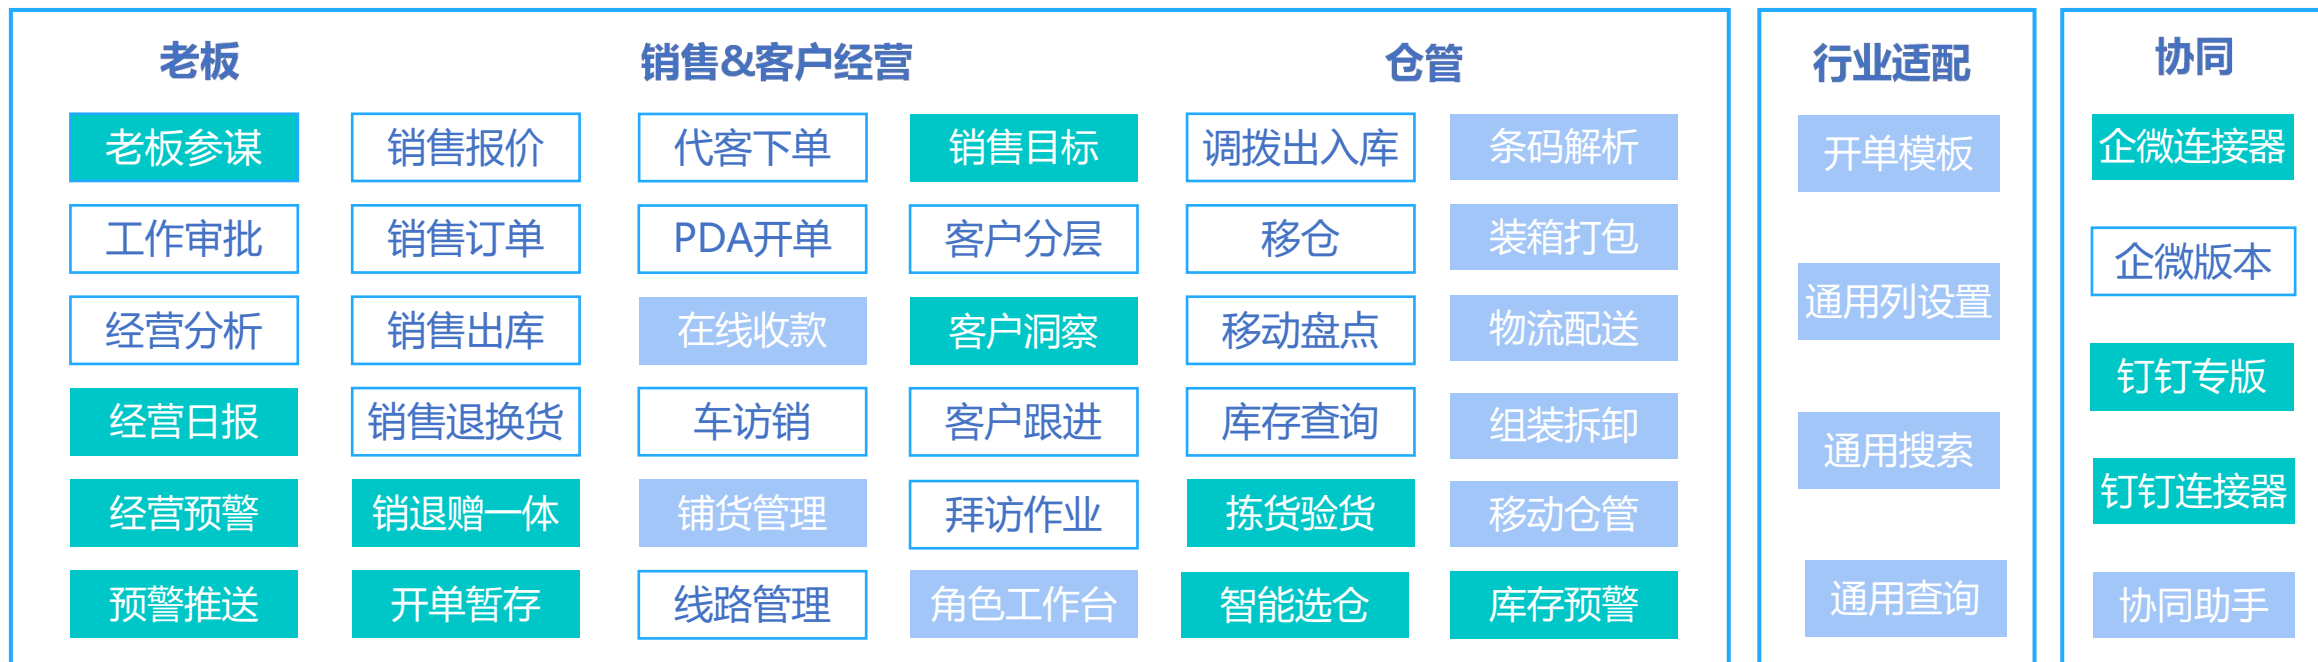 老板
销售&客户经营
仓管
行业适配
协同
老板参谋
销售报价
代客下单
销售目标
调拨出入库
条码解析
开单模板
企微连接器
工作审批
销售订单
PDA开单
客户分层
移仓
装箱打包
通用列设置
企微版本
经营分析
销售出库
在线收款
客户洞察
移动盘点
物流配送
通用搜索
钉钉专版
经营日报
销售退换货
车访销
客户跟进
库存查询
组装拆卸
钉钉连接器
经营预警
销退赠一体
铺货管理
拜访作业
拣货验货
移动仓管
通用查询
协同助手
预警推送
开单暂存
线路管理
角色工作台
智能选仓
库存预警